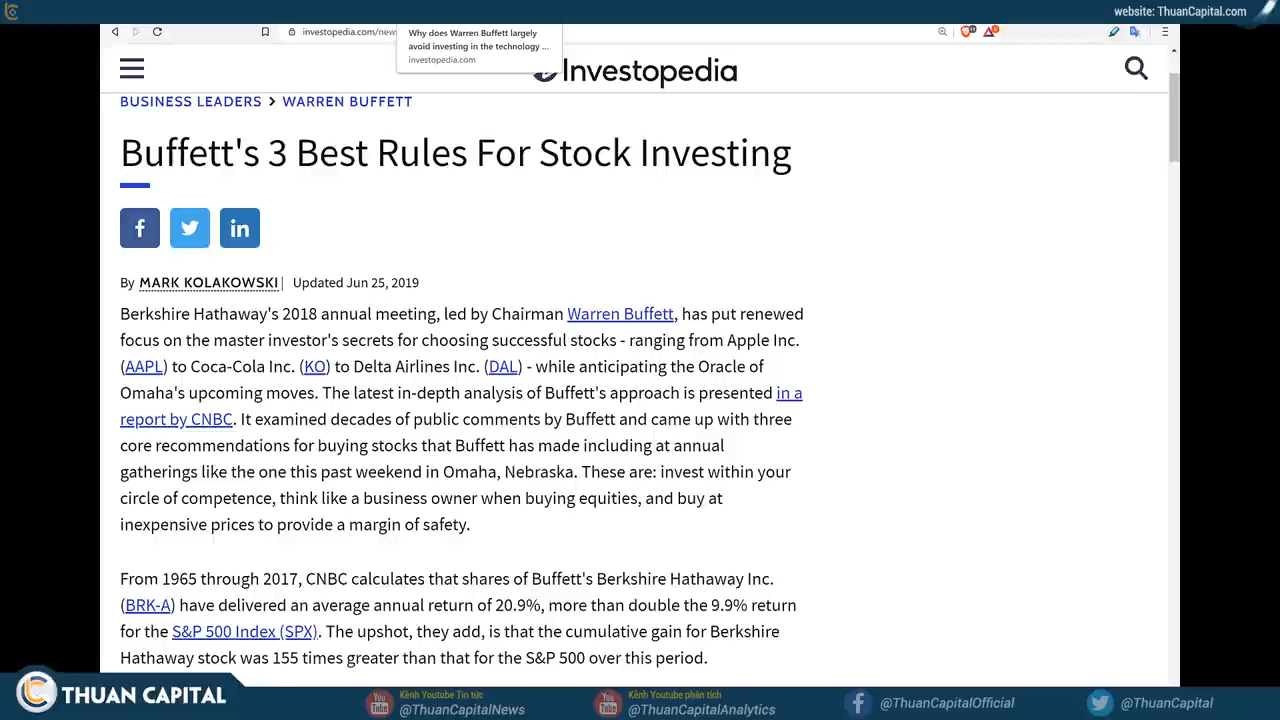 website: ThuanCapital.com
investopedia.com/new
Why does Warren Buffett largely
avoid investing in the technology ...
investopedia.com
Investopedia
BUSINESS LEADERS > WARREN BUFFETT
Buffett's 3 Best Rules For Stock Investing
By MARK KOLAKOWSKI | Updated Jun 25, 2019
Berkshire Hathaway's 2018 annual meeting, led by Chairman Warren Buffett, has put renewed
focus on the master investor's secrets for choosing successful stocks - ranging from Apple Inc.
(AAPL) to Coca-Cola Inc. (KO) to Delta Airlines Inc. (DAL) - while anticipating the Oracle of
Omaha's upcoming moves. The latest in-depth analysis of Buffett's approach is presented in a
report by CNBC. It examined decades of public comments by Buffett and came up with three
core recommendations for buying stocks that Buffett has made including at annual
gatherings like the one this past weekend in Omaha, Nebraska. These are: invest within your
circle of competence, think like a business owner when buying equities, and buy at
inexpensive prices to provide a margin of safety.
From 1965 through 2017, CNBC calculates that shares of Buffett's Berkshire Hathaway Inc.
(BRK-A) have delivered an average annual return of 20.9%, more than double the 9.9% return
for the S&P 500 Index (SPX). The upshot, they add, is that the cumulative gain for Berkshire
Hathaway stock was 155 times greater than that for the S&P 500 over this period.
THUAN CAPITAL
Kênh Youtube Tin tức
@ThuanCapitalNews
Kênh Youtube phân tích
@ThuanCapitalAnalytics
@ThuanCapitalOfficial
@ThuanCapital